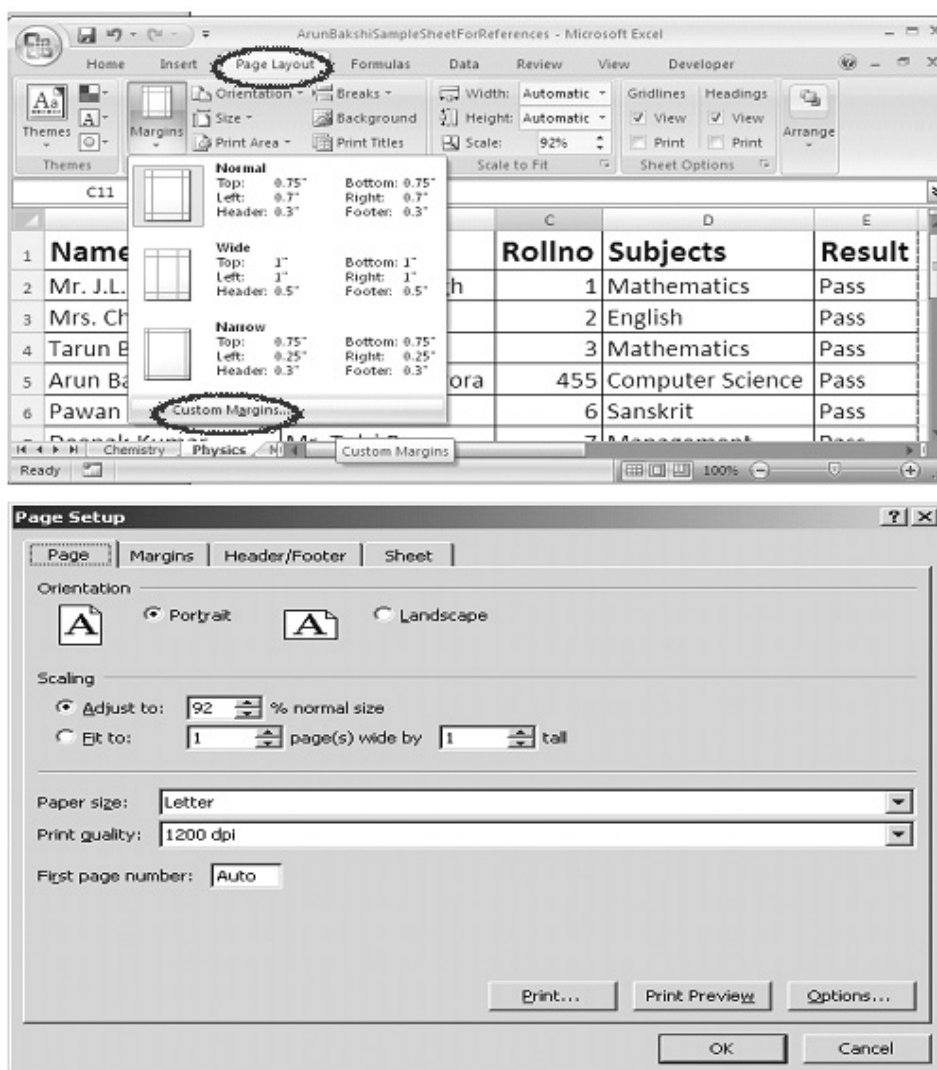 ArunBakshiSampleSheetForReferences - Microsoft Excel
Home Insert Page Layout Formulas Data Review View Developer
Themes
Margins
Orientation
Size
Print Area
Breaks
Background
Print Titles
Width: Automatic
Height: Automatic
Scale: 92%
Gridlines Headings
View View
Print Print
Arrange
Themes
Scale to Fit
Sheet Options
C11
Normal
Top: 0.75" Bottom: 0.75"
Left: 0.7" Right: 0.7"
Header: 0.3" Footer: 0.3"
Wide
Top: 1" Bottom: 1"
Left: 1" Right: 1"
Header: 0.5" Footer: 0.5"
Narrow
Top: 0.75" Bottom: 0.75"
Left: 0.25" Right: 0.25"
Header: 0.3" Footer: 0.3"
Custom Margins...
C D E
1 Name Rollno Subjects Result
2 Mr. J.L. h 1 Mathematics Pass
3 Mrs. Ch 2 English Pass
4 Tarun B 3 Mathematics Pass
5 Arun Ba ora 455 Computer Science Pass
6 Pawan 6 Sanskrit Pass
Deepak Kumar 7 Management Pass
Chemistry Physics
Custom Margins
Ready 100%
Page Setup
Page Margins Header/Footer Sheet
Orientation
A Portrait A Landscape
Scaling
Adjust to: 92 % normal size
Fit to: 1 page(s) wide by 1 tall
Paper size: Letter
Print quality: 1200 dpi
First page number: Auto
Print... Print Preview Options...
OK Cancel